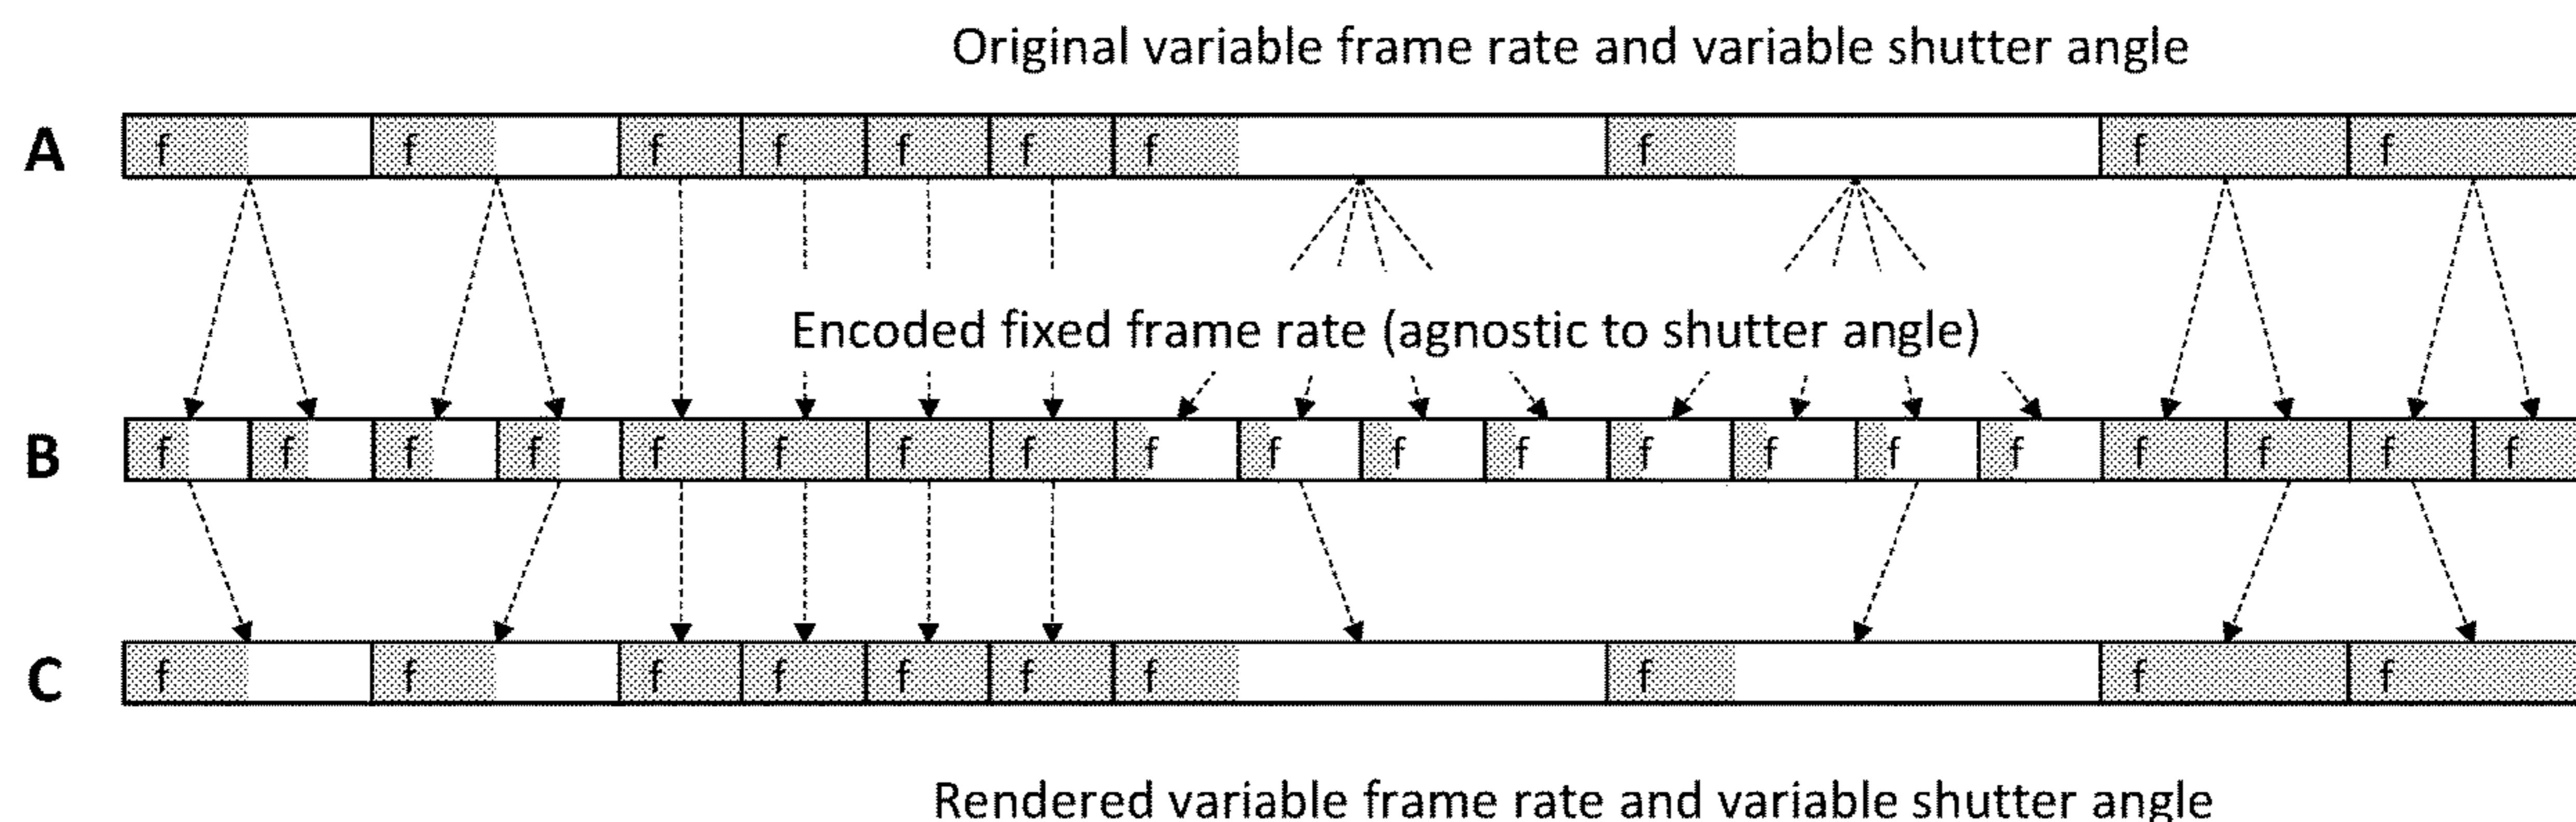 Original variable frame rate and variable shutter angle
A f f f f f f f f f f
Encoded fixed frame rate (agnostic to shutter angle)
B f f f f f f f f f f f f f f f f f f f f
C f f f f f f f f f f
Rendered variable frame rate and variable shutter angle